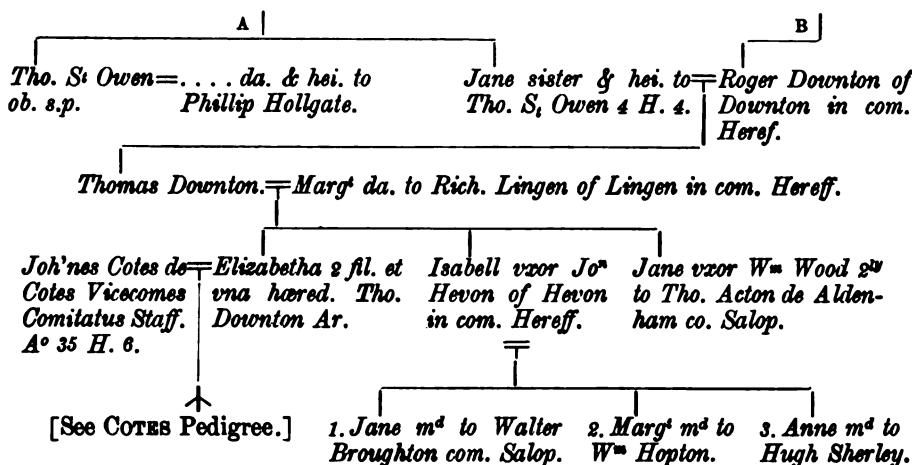 A B
Tho. St Owen=.... da. & hei. to
ob. s.p. Phillip Hollgate.
Jane sister & hei. to
Tho. St Owen 4 H. 4.
Roger Downton of
Downton in com.
Heref.
Thomas Downton.
Margt da. to Rich. Lingen of Lingen in com. Hereff.
Joh'nes Cotes de
Cotes Vicecomes
Comitatus Staff.
Ao 35 H. 6.
Elizabetha 2 fil. et
vna hæred. Tho.
Downton Ar.
Isabell vxor Jon
Hevon of Hevon
in com. Hereff.
Jane vxor Wm Wood 2ly
to Tho. Acton de Alden-
ham co. Salop.
[See COTES Pedigree.]
1. Jane md to Walter
Broughton com. Salop.
2. Margt md to
Wm Hopton.
3. Anne md to
Hugh Sherley.